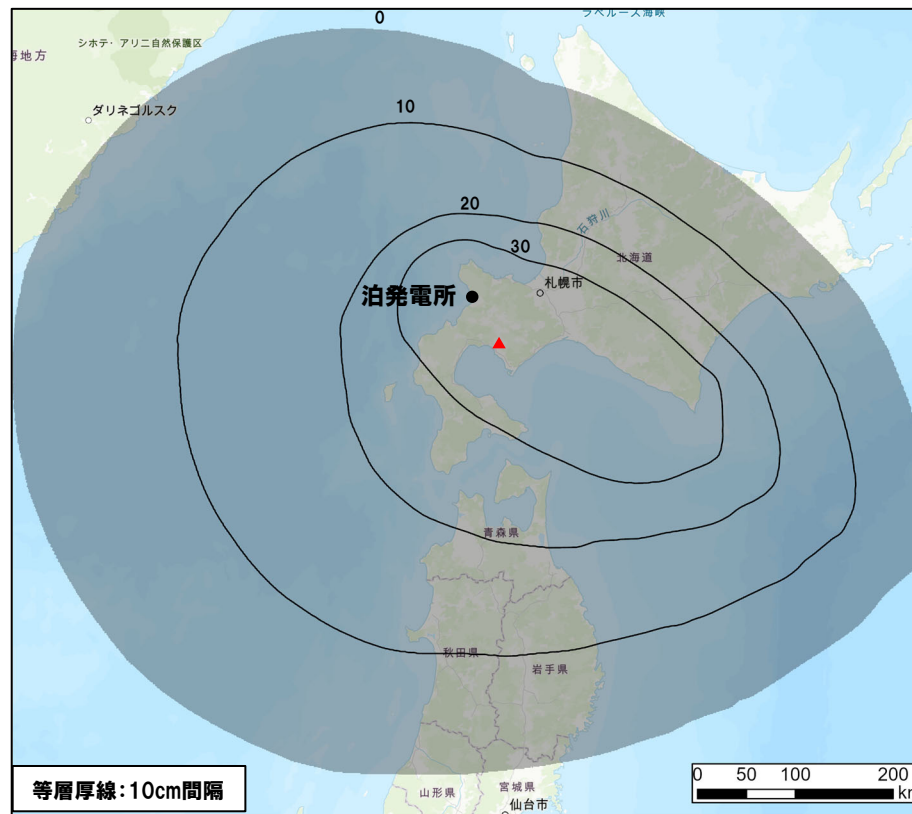 0
ラペルーズ海峡
シホテ・アリニ自然保護区
海地方
ダリネゴルスク
10
20
石狩川
30
北海道
泊発電所
札幌市
青森県
秋田県
岩手県
等層厚線:10cm間隔
山形県
宮城県
仙台市
0 50 100 200
km